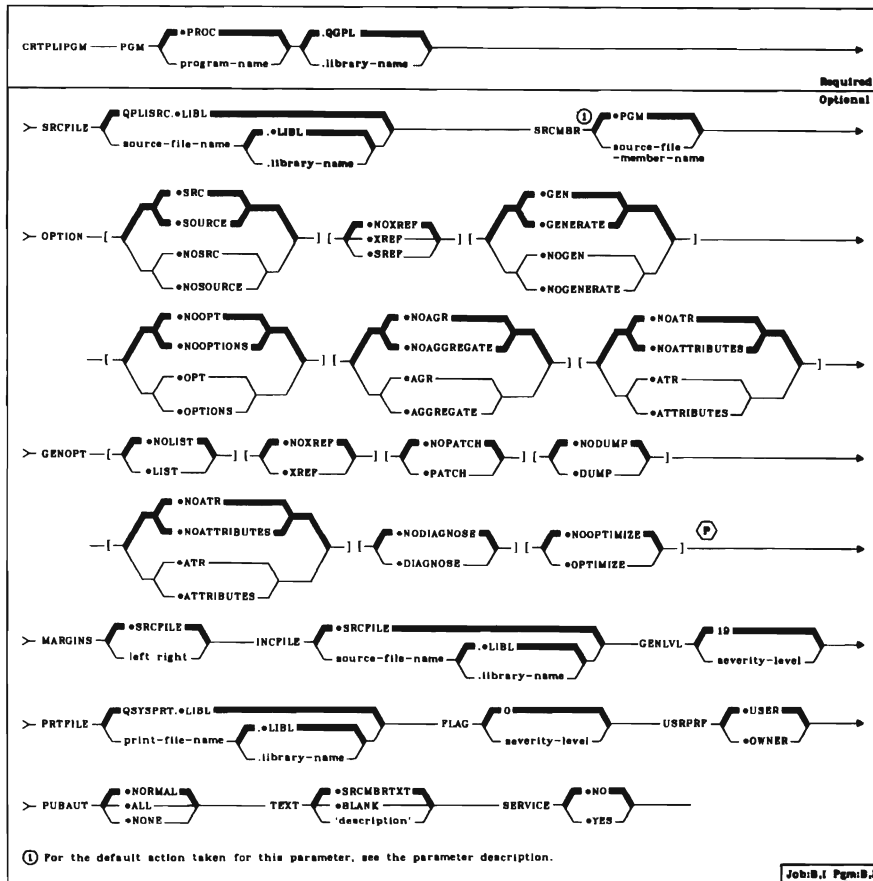 CRTPLIPGM PGM *PROC .QGPL
program-name .library-name
Required
Optional
SRCFILE QPLISRC.*LIBL SRCMBR ① *PGM
source-file-name .*LIBL source-file
.library-name -member-name
OPTION [ *SRC ] [ *NOXREF ] [ *GEN ]
*SOURCE *XREF *GENERATE
*NOSRC *SREF *NOGEN
*NOSOURCE *NOGENERATE
[ *NOOPT ] [ *NOAGR ] [ *NOATR ]
*NOOPTIONS *NOAGGREGATE *NOATTRIBUTES
*OPT *AGR *ATR
*OPTIONS *AGGREGATE *ATTRIBUTES
GENOPT [ *NOLIST ] [ *NOXREF ] [ *NOPATCH ] [ *NODUMP ]
*LIST *XREF *PATCH *DUMP
[ *NOATR ] [ *NODIAGNOSE ] [ *NOOPTIMIZE ] P
*NOATTRIBUTES *DIAGNOSE *OPTIMIZE
*ATR
*ATTRIBUTES
MARGINS *SRCFILE INCFILE *SRCFILE GENLVL 19
left right source-file-name .*LIBL severity-level
.library-name
PRTFILE QSYSPRT.*LIBL FLAG 0 USRPRF *USER
print-file-name .*LIBL severity-level *OWNER
.library-name
PUBAUT *NORMAL TEXT *SRCMBRTXT SERVICE *NO
*ALL *BLANK *YES
*NONE 'description'
① For the default action taken for this parameter, see the parameter description.
Job:B,I Pgm:B,